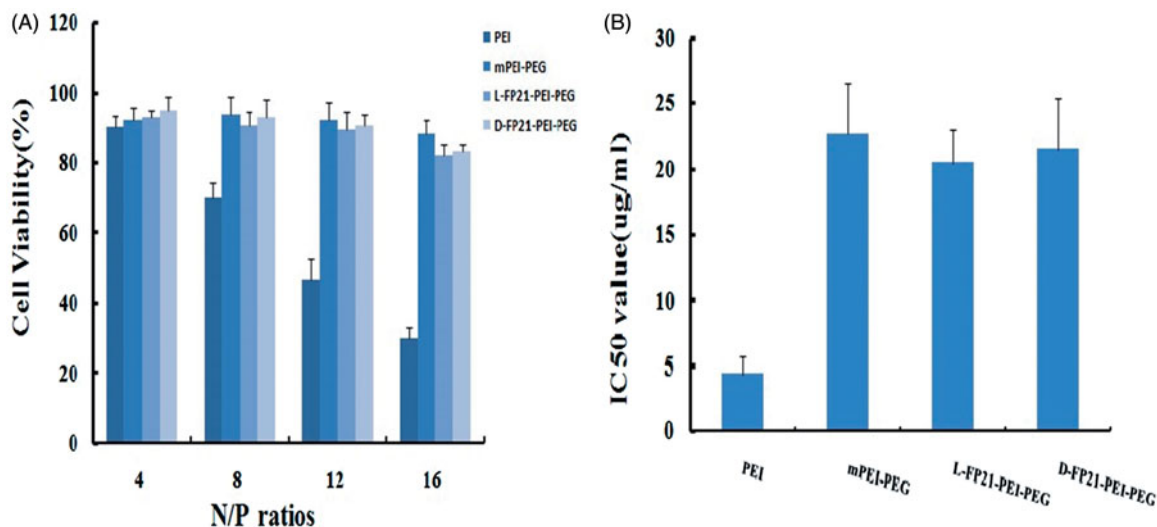 (A)
120
100
80
60
40
20
0
Cell Viability(%)
PEI
mPEI-PEG
L-FP21-PEI-PEG
D-FP21-PEI-PEG
4 8 12 16
N/P ratios
(B)
30
25
20
15
10
5
0
IC50 value(ug/ml)
PEI
mPEI-PEG
L-FP21-PEI-PEG
D-FP21-PEI-PEG